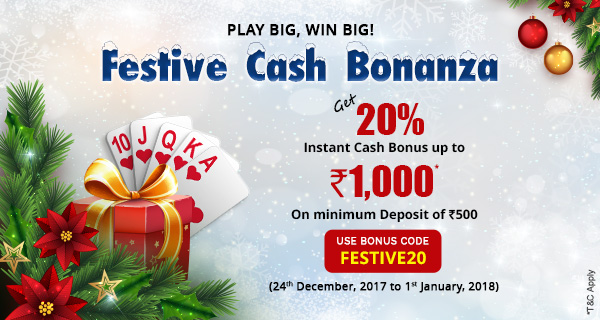 PLAY BIG, WIN BIG!
Festive Cash Bonanza
Get
20%
Instant Cash Bonus up to
₹1,000*
On minimum Deposit of ₹500
USE BONUS CODE
FESTIVE20
(24th December, 2017 to 1st January, 2018)
10 J Q K A
*T&C Apply